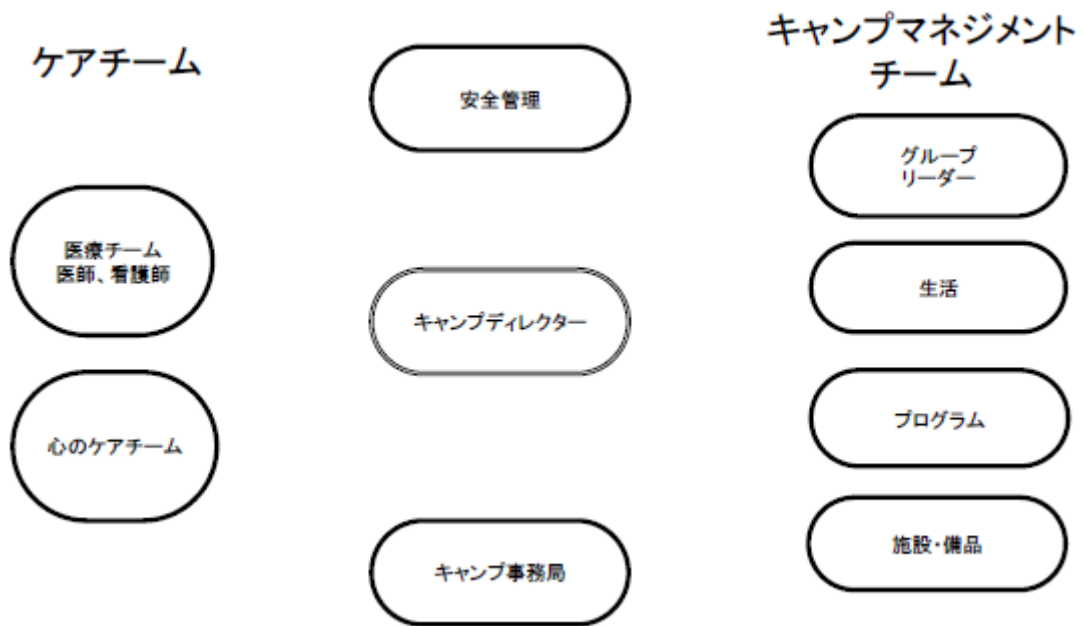 ケアチーム
医療チーム
医師、看護師
心のケアチーム
安全管理
キャンプディレクター
キャンプ事務局
キャンプマネジメント
チーム
グループ
リーダー
生活
プログラム
施設・備品